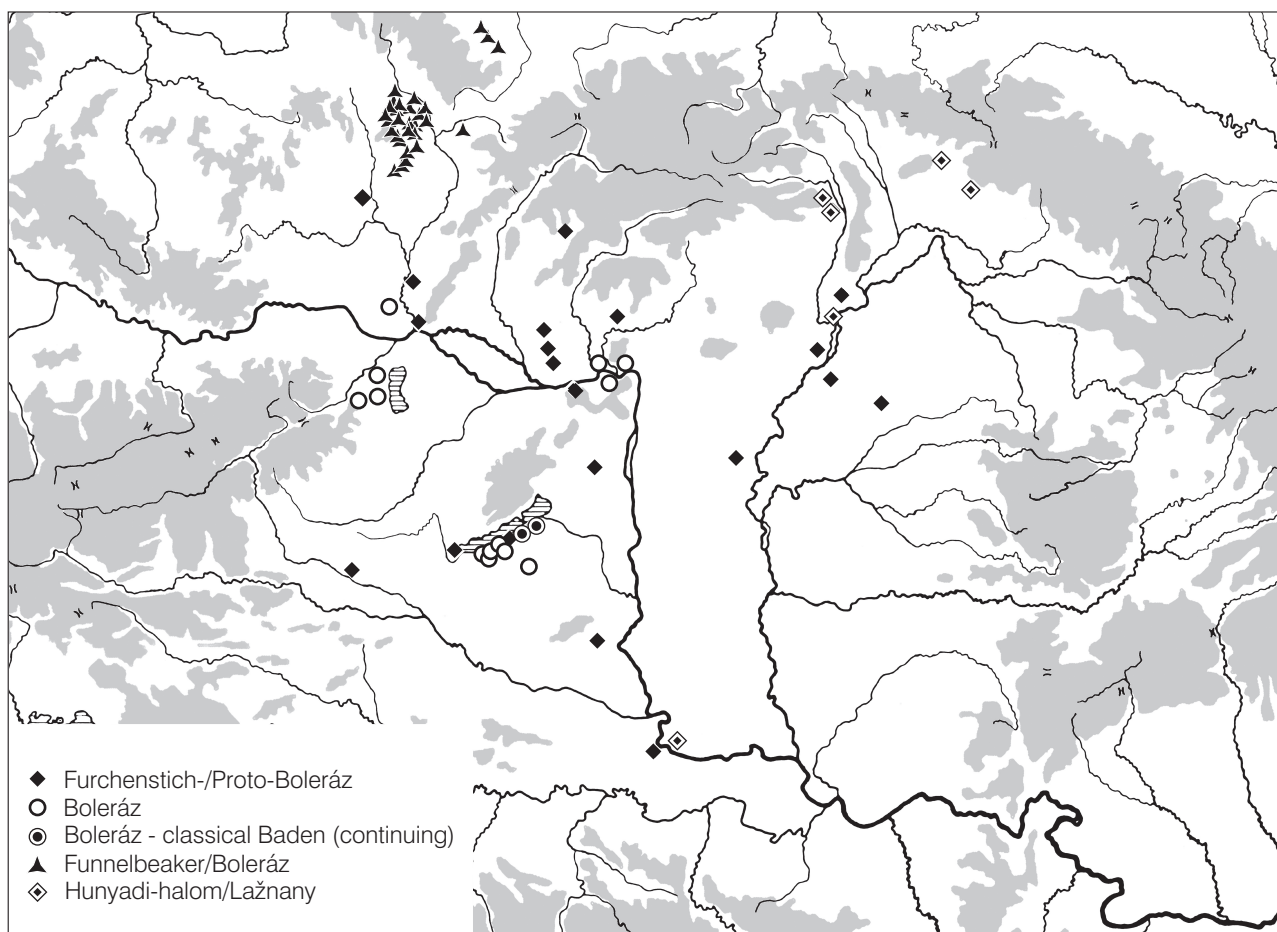 Furchenstich-/Proto-Boleráz
Boleráz
Boleráz - classical Baden (continuing)
Funnelbeaker/Boleráz
Hunyadi-halom/Lažnany